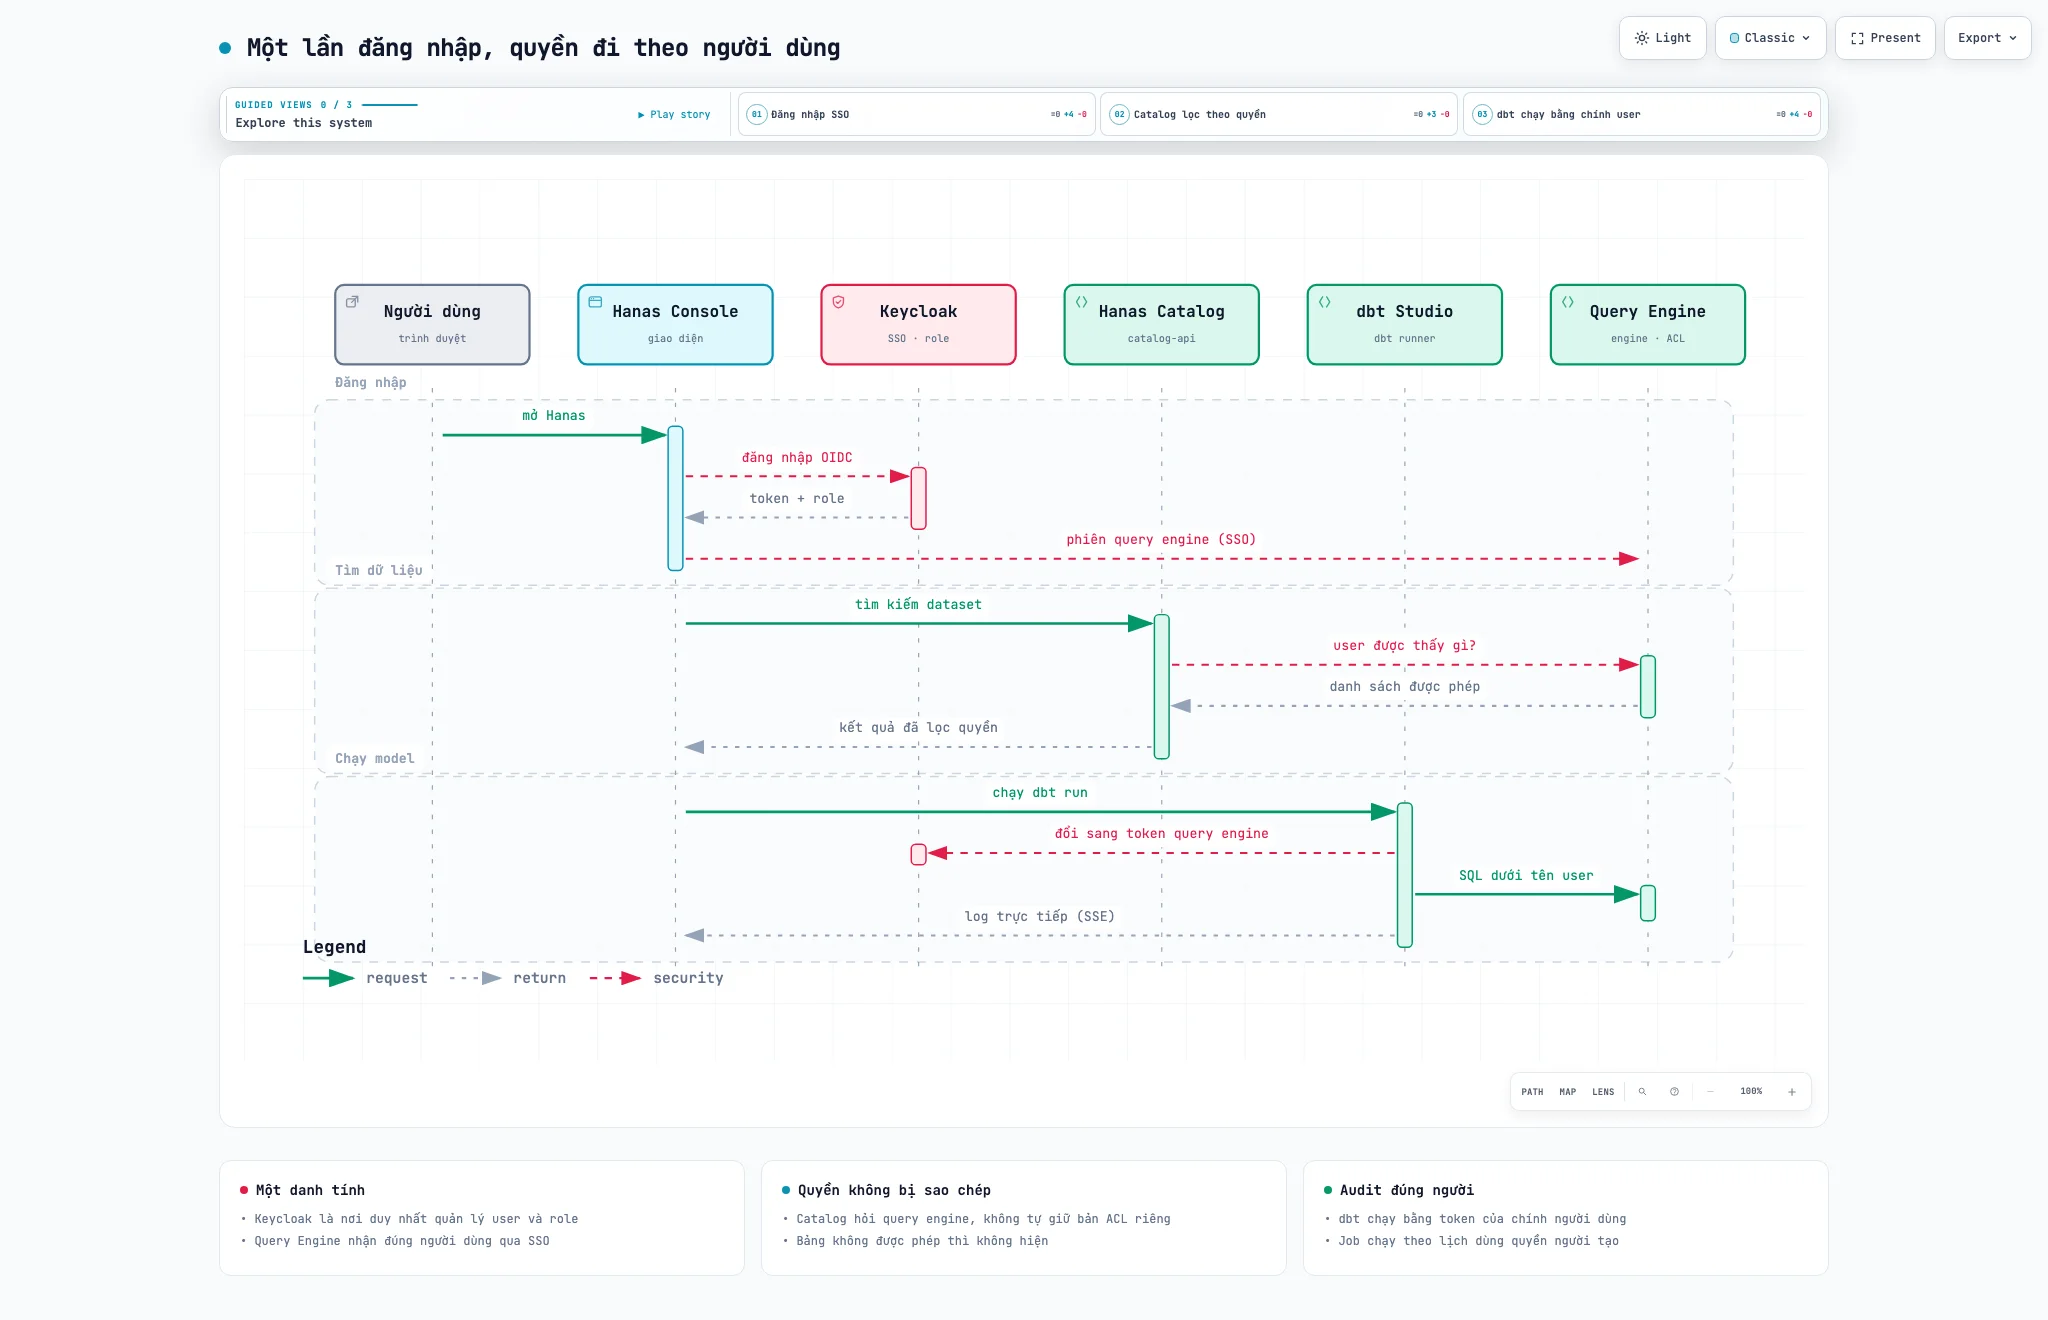 Một lần đăng nhập, quyền đi theo người dùng
Light
Classic
Present
Export
GUIDED VIEWS 0 / 3
Explore this system
▶ Play story
01 Đăng nhập SSO
=0 +4 -0
02 Catalog lọc theo quyền
=0 +3 -0
03 dbt chạy bằng chính user
=0 +4 -0
Người dùng
trình duyệt
Hanas Console
giao diện
Keycloak
SSO · role
Hanas Catalog
catalog-api
dbt Studio
dbt runner
Query Engine
engine · ACL
Đăng nhập
mở Hanas
đăng nhập OIDC
token + role
phiên query engine (SSO)
Tìm dữ liệu
tìm kiếm dataset
user được thấy gì?
danh sách được phép
kết quả đã lọc quyền
Chạy model
chạy dbt run
đổi sang token query engine
SQL dưới tên user
log trực tiếp (SSE)
Legend
request
return
security
PATH
MAP
LENS
100%
Một danh tính
• Keycloak là nơi duy nhất quản lý user và role
• Query Engine nhận đúng người dùng qua SSO
Quyền không bị sao chép
• Catalog hỏi query engine, không tự giữ bản ACL riêng
• Bảng không được phép thì không hiện
Audit đúng người
• dbt chạy bằng token của chính người dùng
• Job chạy theo lịch dùng quyền người tạo